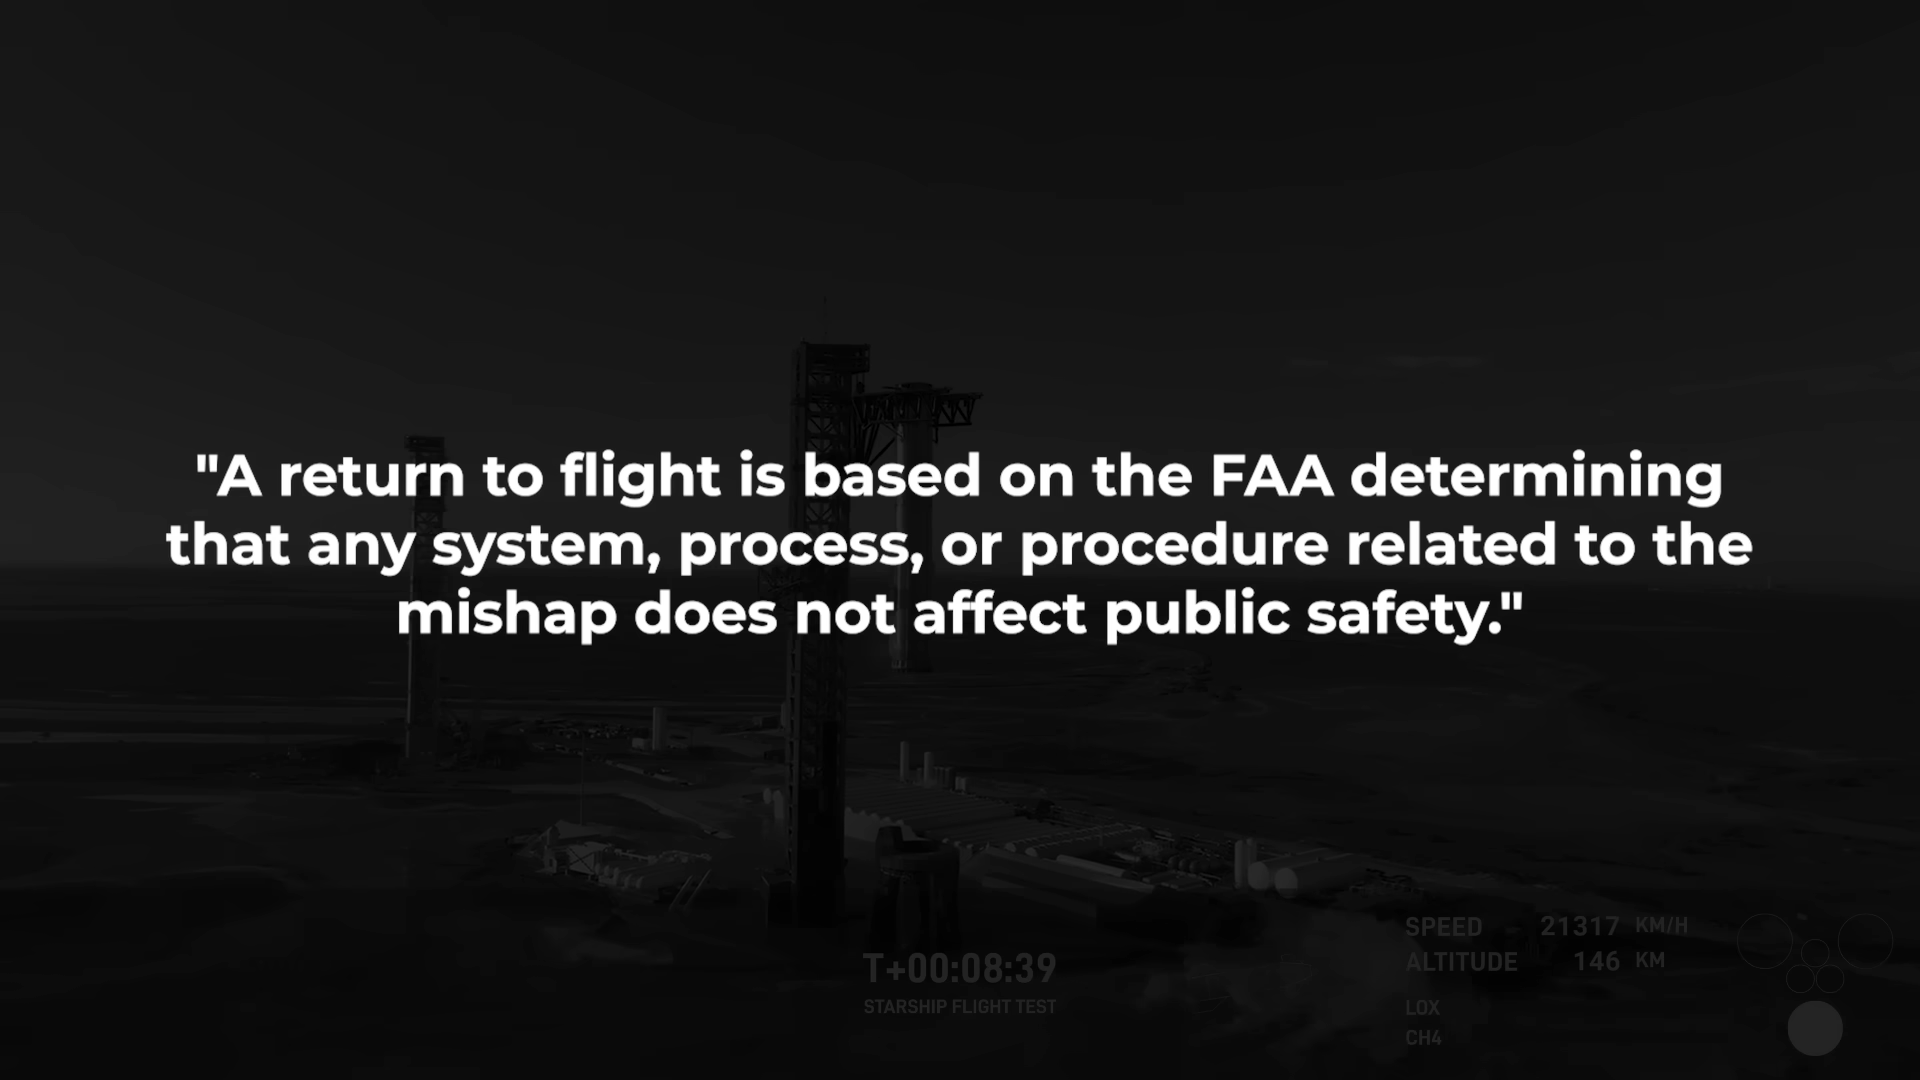 "A return to flight is based on the FAA determining
that any system, process, or procedure related to the
mishap does not affect public safety."
SPEED 21317 KM/H
ALTITUDE 146 KM
T+00:08:39
STARSHIP FLIGHT TEST
LOX
CH4